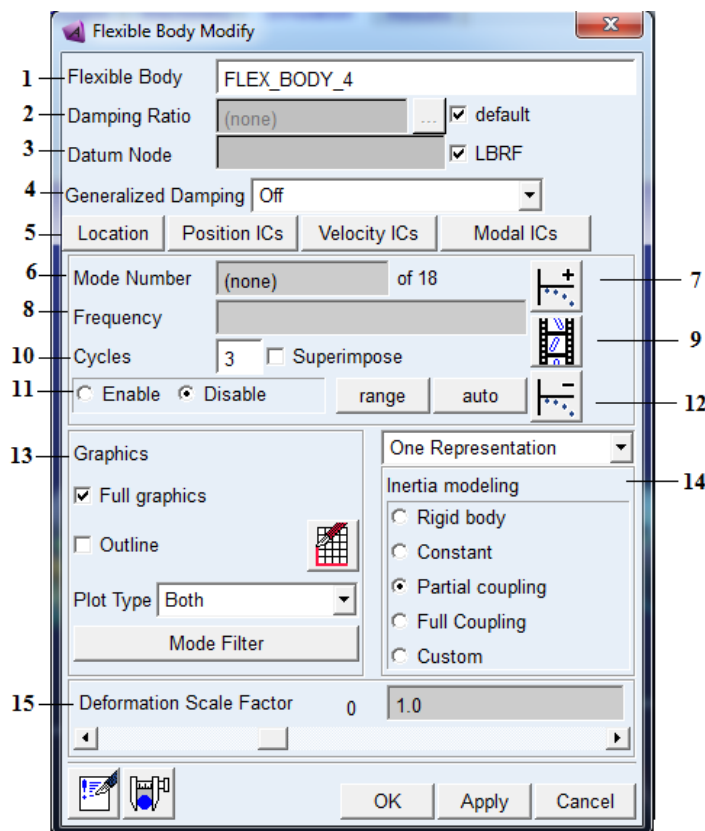 Flexible Body Modify
1 Flexible Body FLEX_BODY_4
2 Damping Ratio (none) ... default
3 Datum Node LBRF
4 Generalized Damping Off
5 Location Position ICs Velocity ICs Modal ICs
6 Mode Number (none) of 18 7
8 Frequency
9
10 Cycles 3 Superimpose
11 Enable Disable range auto
12
13 Graphics One Representation
Inertia modeling 14
Full graphics Rigid body
Outline Constant
Partial coupling
Plot Type Both Full Coupling
Mode Filter Custom
15 Deformation Scale Factor 0 1.0
OK Apply Cancel